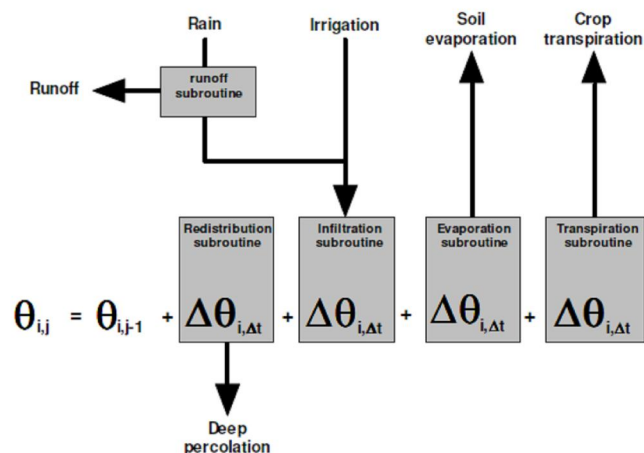 Rain
Irrigation
Soil
evaporation
Crop
transpiration
Runoff
runoff
subroutine
Redistribution
subroutine
Infiltration
subroutine
Evaporation
subroutine
Transpiration
subroutine
θi,j = θi,j-1 + Δθi,Δt + Δθi,Δt + Δθi,Δt + Δθi,Δt
Deep
percolation